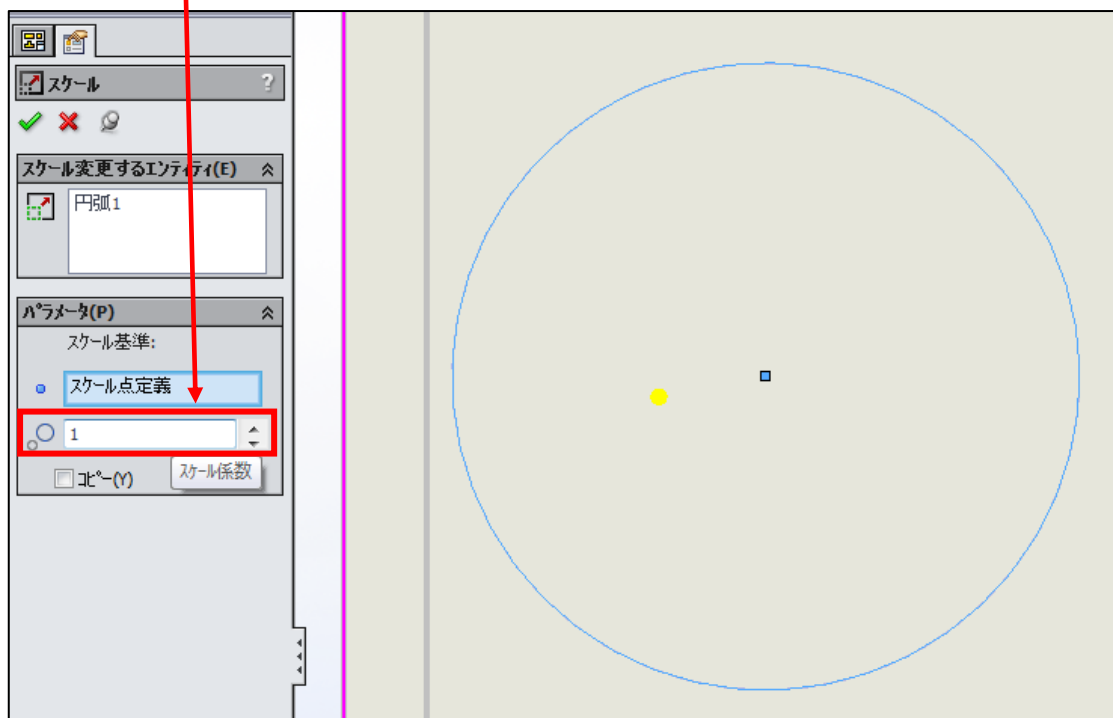 スケール
?
スケール変更するエンティティ(E)
円弧1
パラメータ(P)
スケール基準:
スケール点定義
1
コピー(Y)
スケール係数